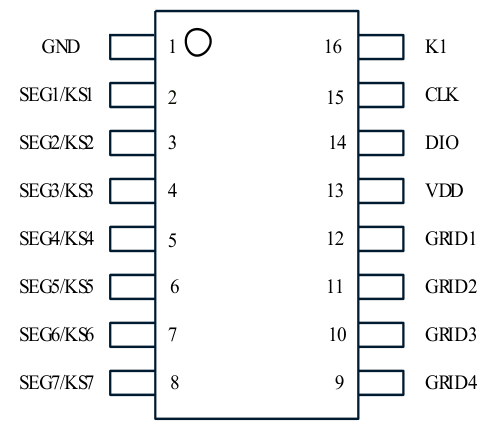 GND 1 16 K1
SEG1/KS1 2 15 CLK
SEG2/KS2 3 14 DIO
SEG3/KS3 4 13 VDD
SEG4/KS4 5 12 GRID1
SEG5/KS5 6 11 GRID2
SEG6/KS6 7 10 GRID3
SEG7/KS7 8 9 GRID4